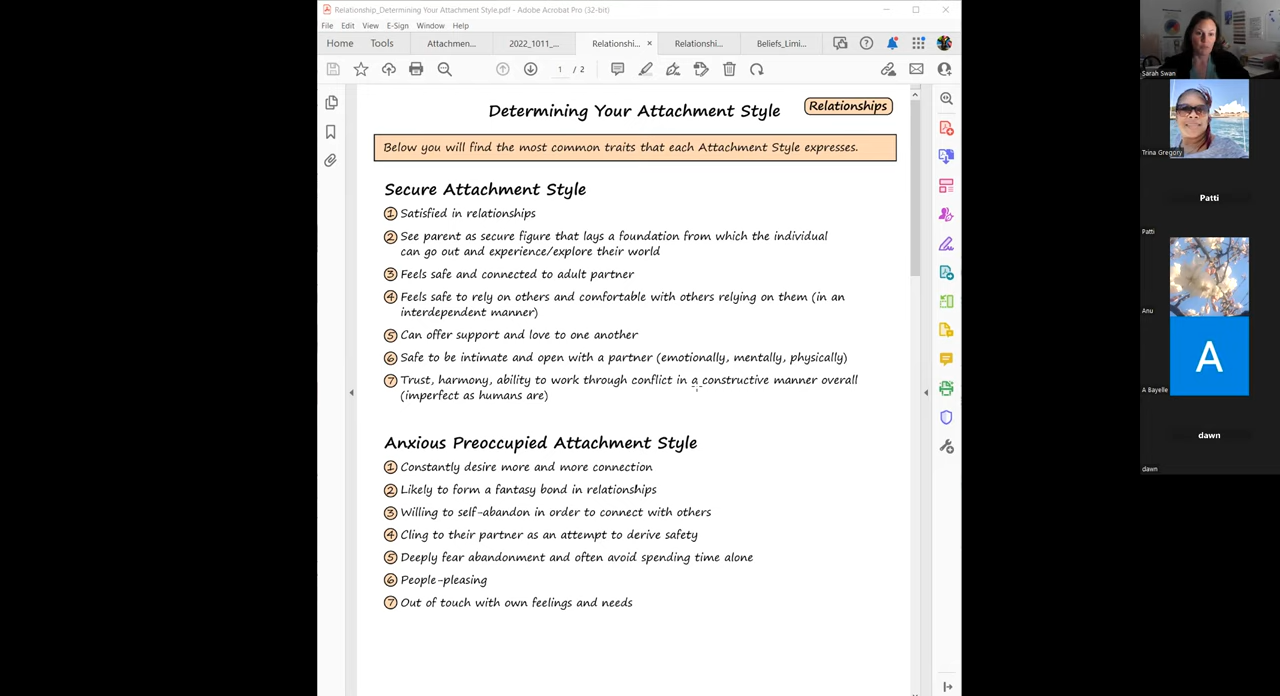 Relationship_Determining Your Attachment Style.pdf - Adobe Acrobat Pro (32-bit)
File Edit View E-Sign Window Help
Home Tools Attachmen... 2022_1011_... Relationshi... × Relationshi... Beliefs_Limi...
1 / 2
Determining Your Attachment Style
Relationships
Below you will find the most common traits that each Attachment Style expresses.
Secure Attachment Style
1 Satisfied in relationships
2 See parent as secure figure that lays a foundation from which the individual
can go out and experience/explore their world
3 Feels safe and connected to adult partner
4 Feels safe to rely on others and comfortable with others relying on them (in an
interdependent manner)
5 Can offer support and love to one another
6 Safe to be intimate and open with a partner (emotionally, mentally, physically)
7 Trust, harmony, ability to work through conflict in a constructive manner overall
(imperfect as humans are)
Anxious Preoccupied Attachment Style
1 Constantly desire more and more connection
2 Likely to form a fantasy bond in relationships
3 Willing to self-abandon in order to connect with others
4 Cling to their partner as an attempt to derive safety
5 Deeply fear abandonment and often avoid spending time alone
6 People-pleasing
7 Out of touch with own feelings and needs
Sarah Swan
Trina Gregory
Patti
Patti
Anu
A
A Bayelle
dawn
dawn